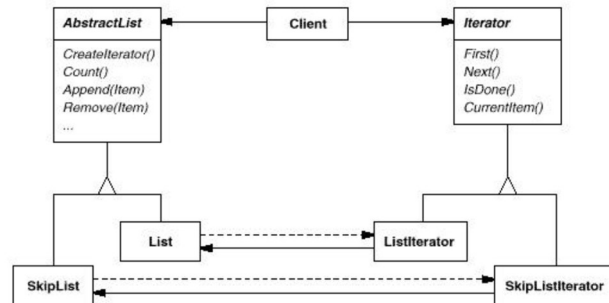 AbstractList
CreateIterator()
Count()
Append(Item)
Remove(Item)
...
Client
Iterator
First()
Next()
IsDone()
CurrentItem()
List
ListIterator
SkipList
SkipListIterator